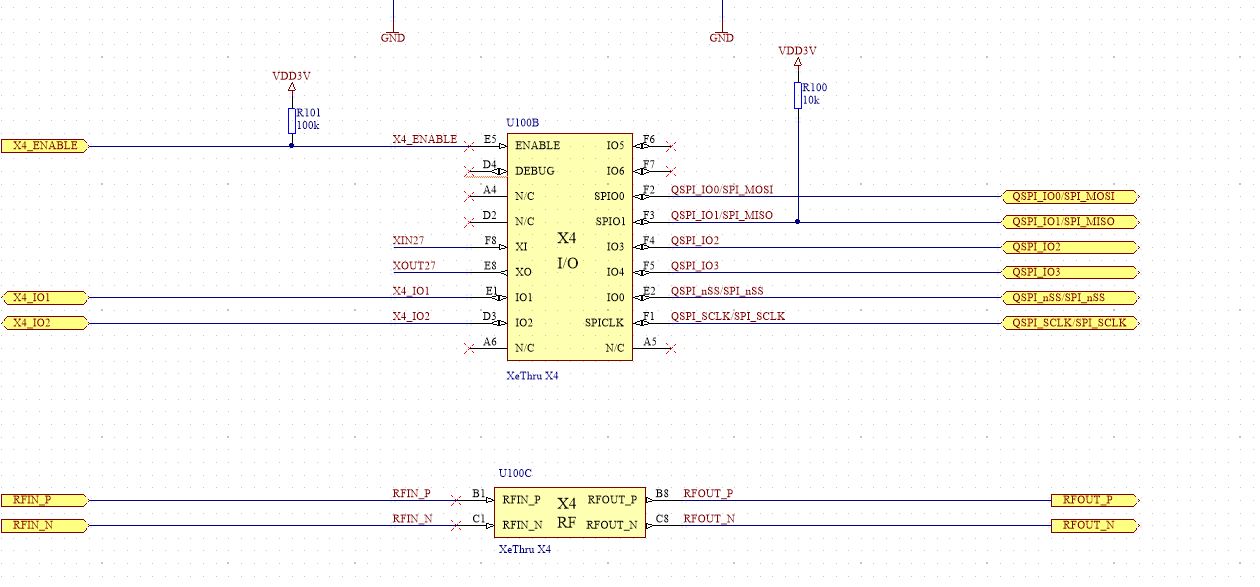 GND GND
VDD3V
VDD3V
R100
10k
R101
100k
U100B
X4_ENABLE X4_ENABLE E5 ENABLE IO5 F6
D4 DEBUG IO6 F7
A4 N/C SPIO0 F2 QSPI_IO0/SPI_MOSI QSPI_IO0/SPI_MOSI
D2 N/C SPIO1 F3 QSPI_IO1/SPI_MISO QSPI_IO1/SPI_MISO
X4
XIN27 F8 XI IO3 F4 QSPI_IO2 QSPI_IO2
I/O
XOUT27 E8 XO IO4 F5 QSPI_IO3 QSPI_IO3
X4_IO1 X4_IO1 E1 IO1 IO0 E2 QSPI_nSS/SPI_nSS QSPI_nSS/SPI_nSS
X4_IO2 X4_IO2 D3 IO2 SPICLK F1 QSPI_SCLK/SPI_SCLK QSPI_SCLK/SPI_SCLK
A6 N/C N/C A5
XeThru X4
U100C
RFIN_P RFIN_P B1 RFIN_P X4 RFOUT_P B8 RFOUT_P RFOUT_P
RFIN_N RFIN_N C1 RFIN_N RF RFOUT_N C8 RFOUT_N RFOUT_N
XeThru X4